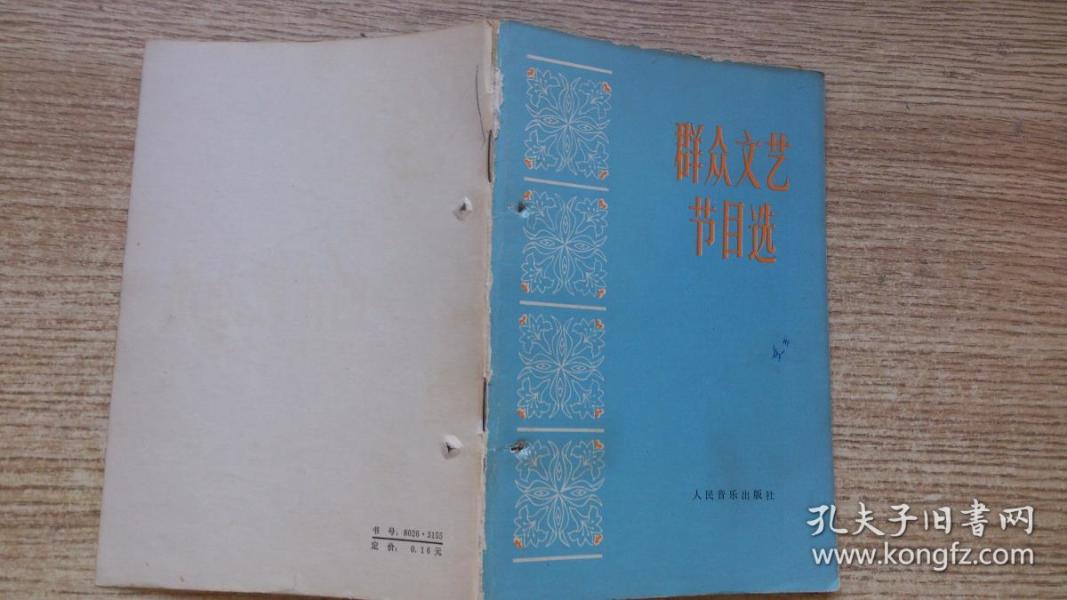 群众文艺
节目选
人民音乐出版社
书号：8026·3155
定价：0.16元
孔夫子旧書网
www.kongfz.com